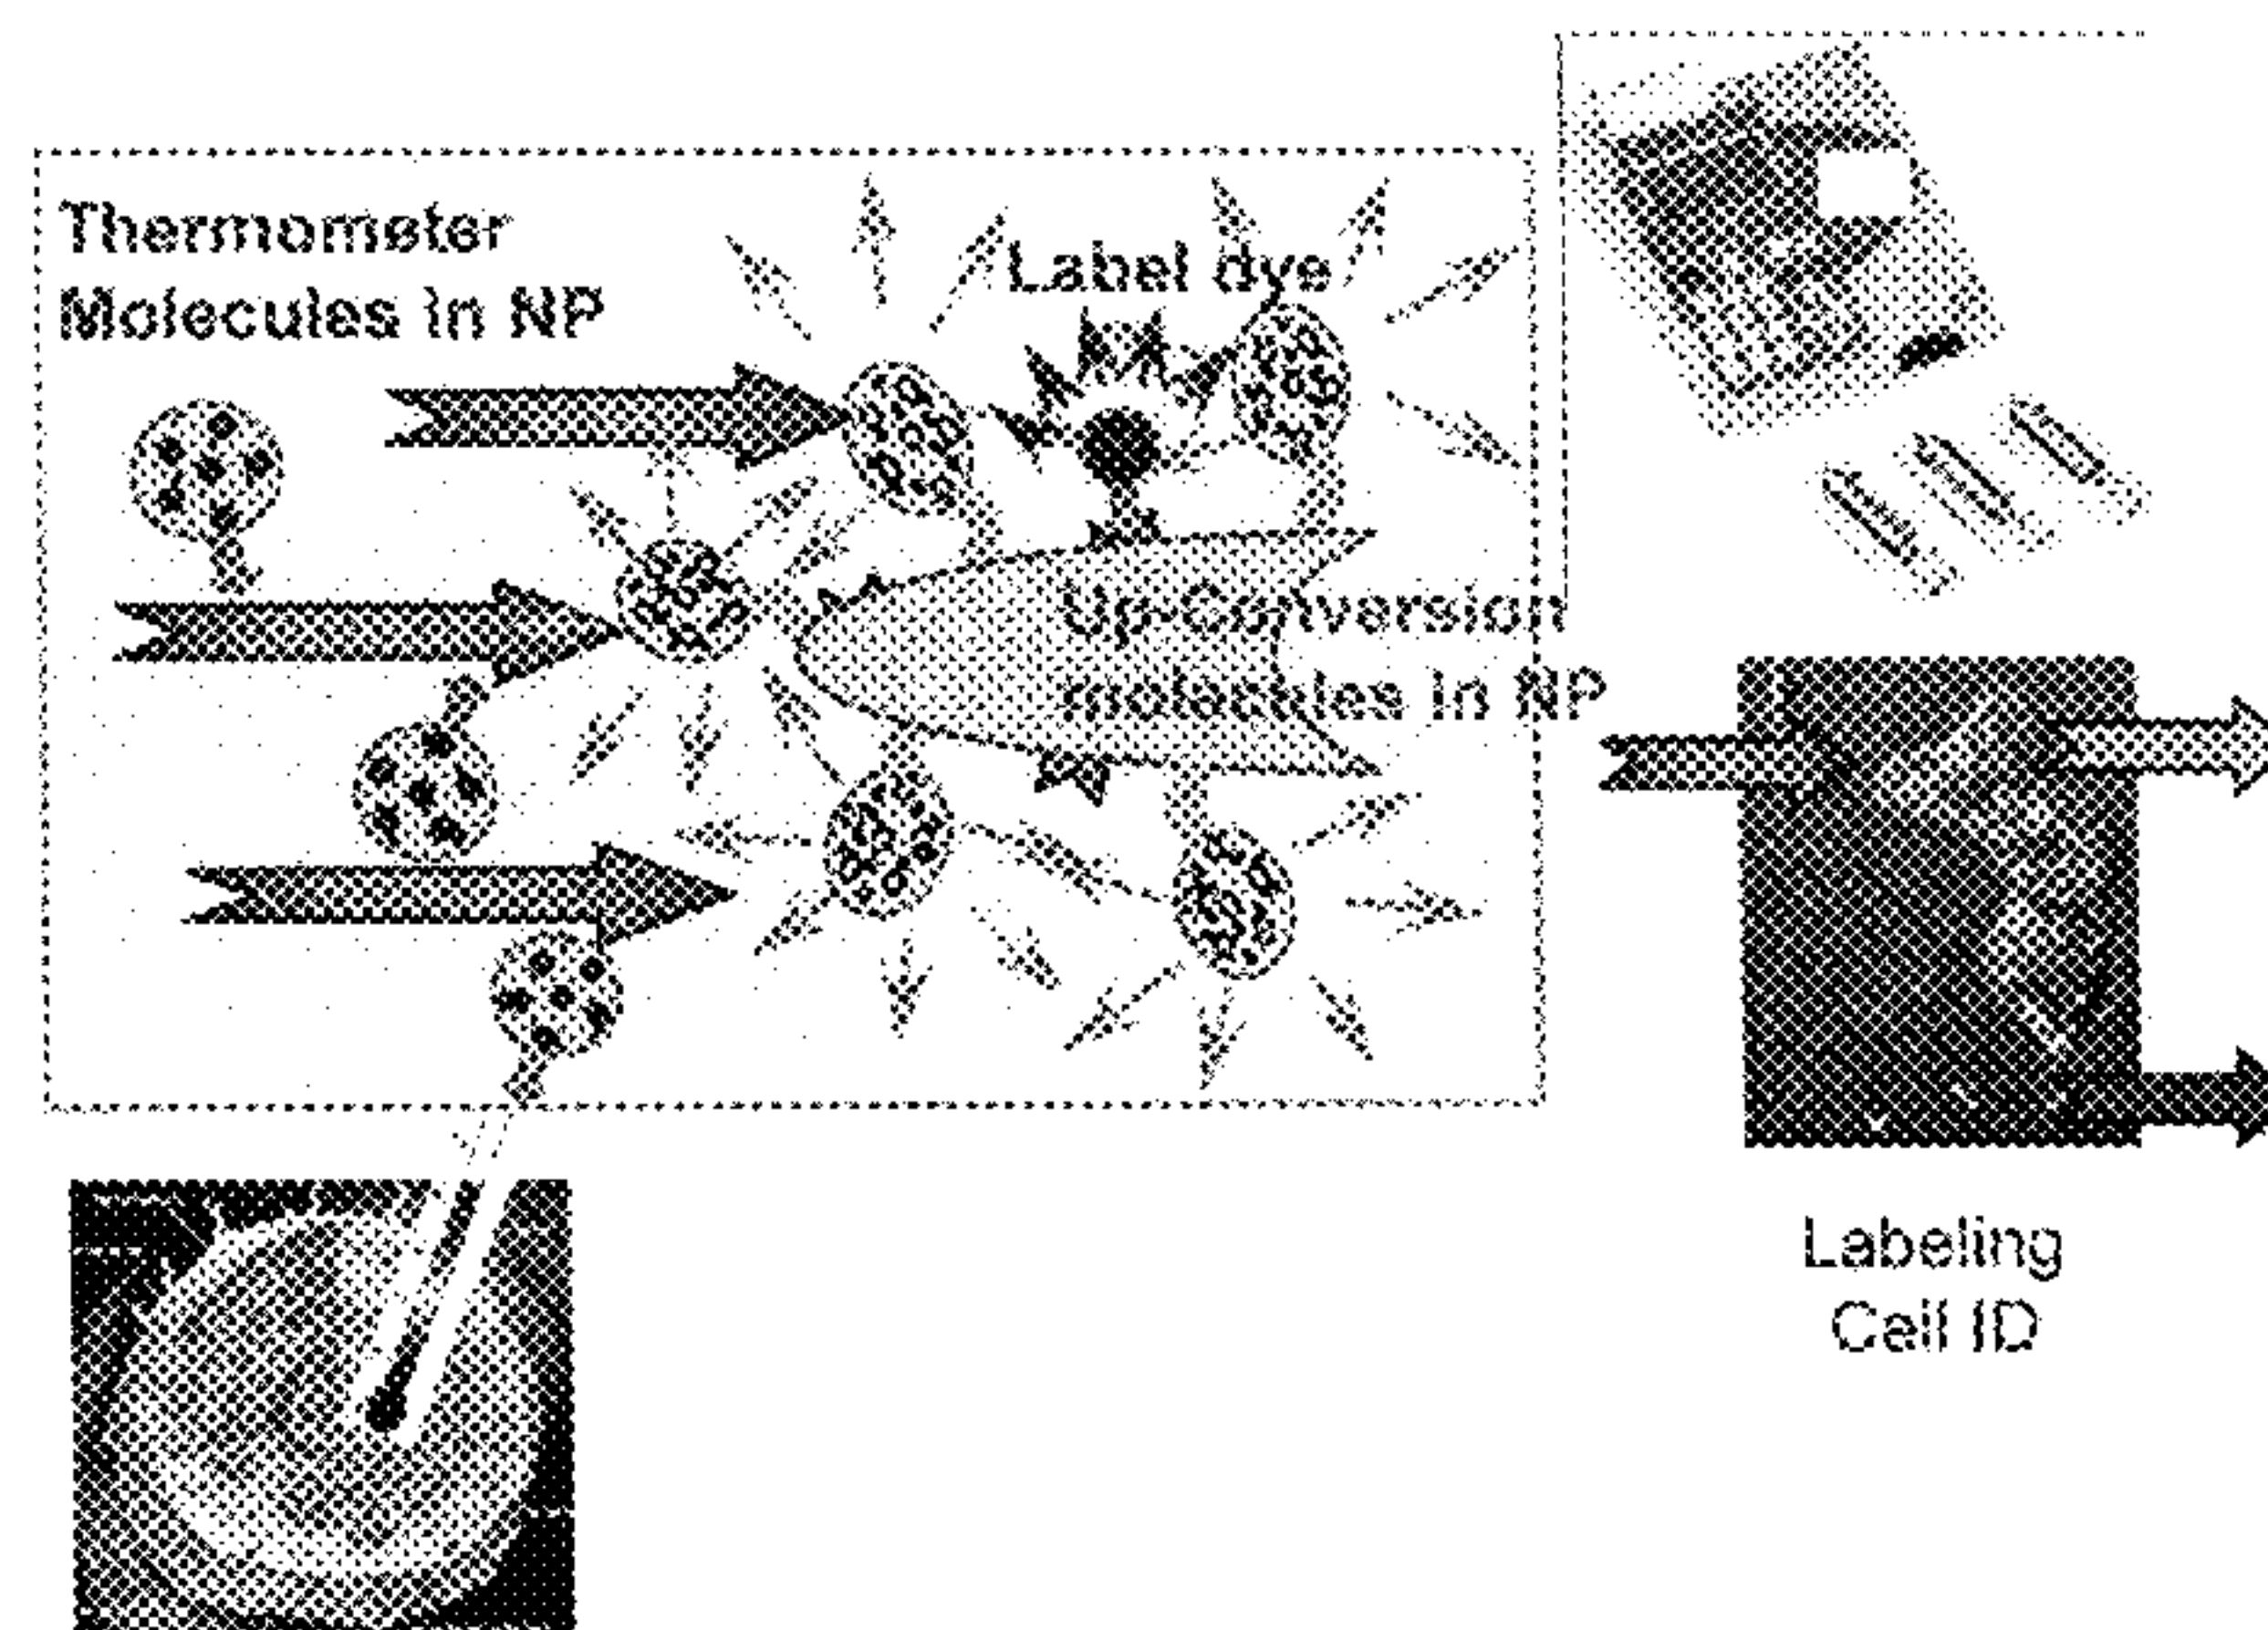 Thermometer
Molecules in NP
Label dye
Up-Conversion
molecules in NP
Labeling
Cell ID